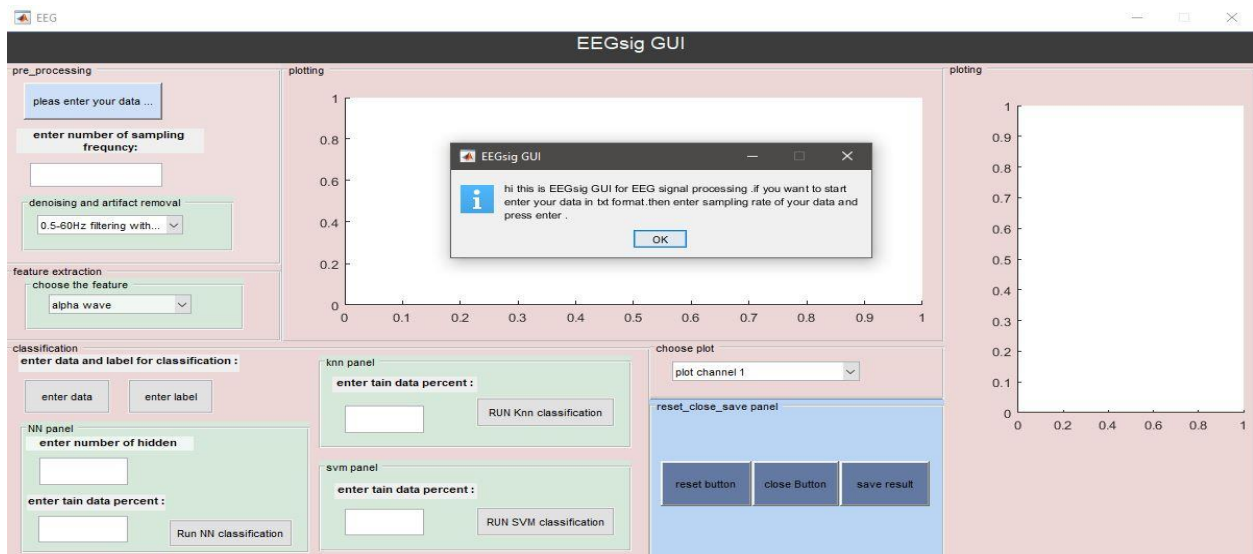 EEG
EEGsig GUI
pre_processing
pleas enter your data ...
enter number of sampling
frequncy:
denoising and artifact removal
0.5-60Hz filtering with...
feature extraction
choose the feature
alpha wave
plotting
1
0.8
0.6
0.4
0.2
0
0 0.1 0.2 0.3 0.4 0.5 0.6 0.7 0.8 0.9 1
EEGsig GUI
hi this is EEGsig GUI for EEG signal processing .if you want to start
enter your data in txt format.then enter sampling rate of your data and
press enter .
OK
ploting
1
0.9
0.8
0.7
0.6
0.5
0.4
0.3
0.2
0.1
0
0 0.2 0.4 0.6 0.8 1
classification
enter data and label for classification :
enter data enter label
NN panel
enter number of hidden
enter tain data percent :
Run NN classification
knn panel
enter tain data percent :
RUN Knn classification
svm panel
enter tain data percent :
RUN SVM classification
choose plot
plot channel 1
reset_close_save panel
reset button close Button save result